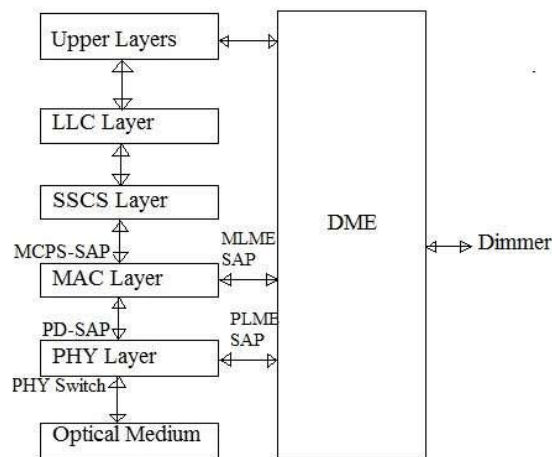 Upper Layers
LLC Layer
SSCS Layer
DME
MLME
SAP
Dimmer
MCPS-SAP
MAC Layer
PD-SAP
PLME
SAP
PHY Layer
PHY Switch
Optical Medium